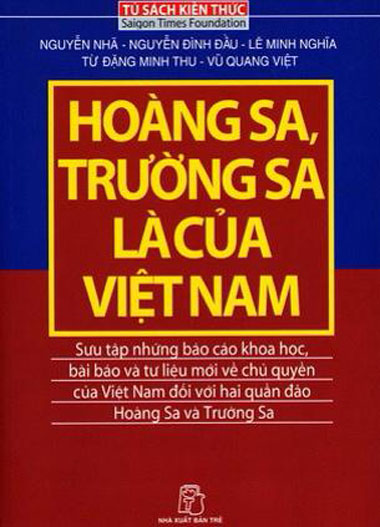 TỦ SÁCH KIẾN THỨC
Saigon Times Foundation
NGUYỄN NHÃ - NGUYỄN ĐÌNH ĐẦU - LÊ MINH NGHĨA
TỪ ĐẶNG MINH THU - VŨ QUANG VIỆT
HOÀNG SA,
TRƯỜNG SA
LÀ CỦA
VIỆT NAM
Sưu tập những báo cáo khoa học,
bài báo và tư liệu mới về chủ quyền
của Việt Nam đối với hai quần đảo
Hoàng Sa và Trường Sa
NHÀ XUẤT BẢN TRẺ